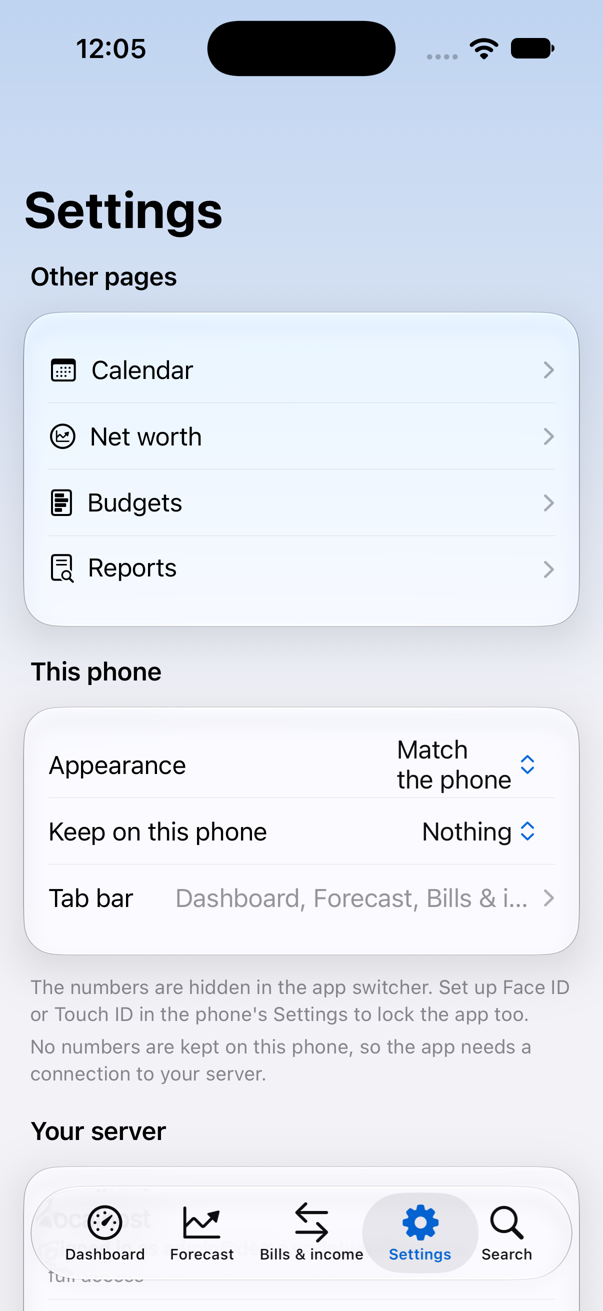 12:05
Settings
Other pages
Calendar
Net worth
Budgets
Reports
This phone
Appearance
Match
the phone
Keep on this phone
Nothing
Tab bar
Dashboard, Forecast, Bills & i...
The numbers are hidden in the app switcher. Set up Face ID
or Touch ID in the phone's Settings to lock the app too.
No numbers are kept on this phone, so the app needs a
connection to your server.
Your server
full access
Dashboard
Forecast
Bills & income
Settings
Search